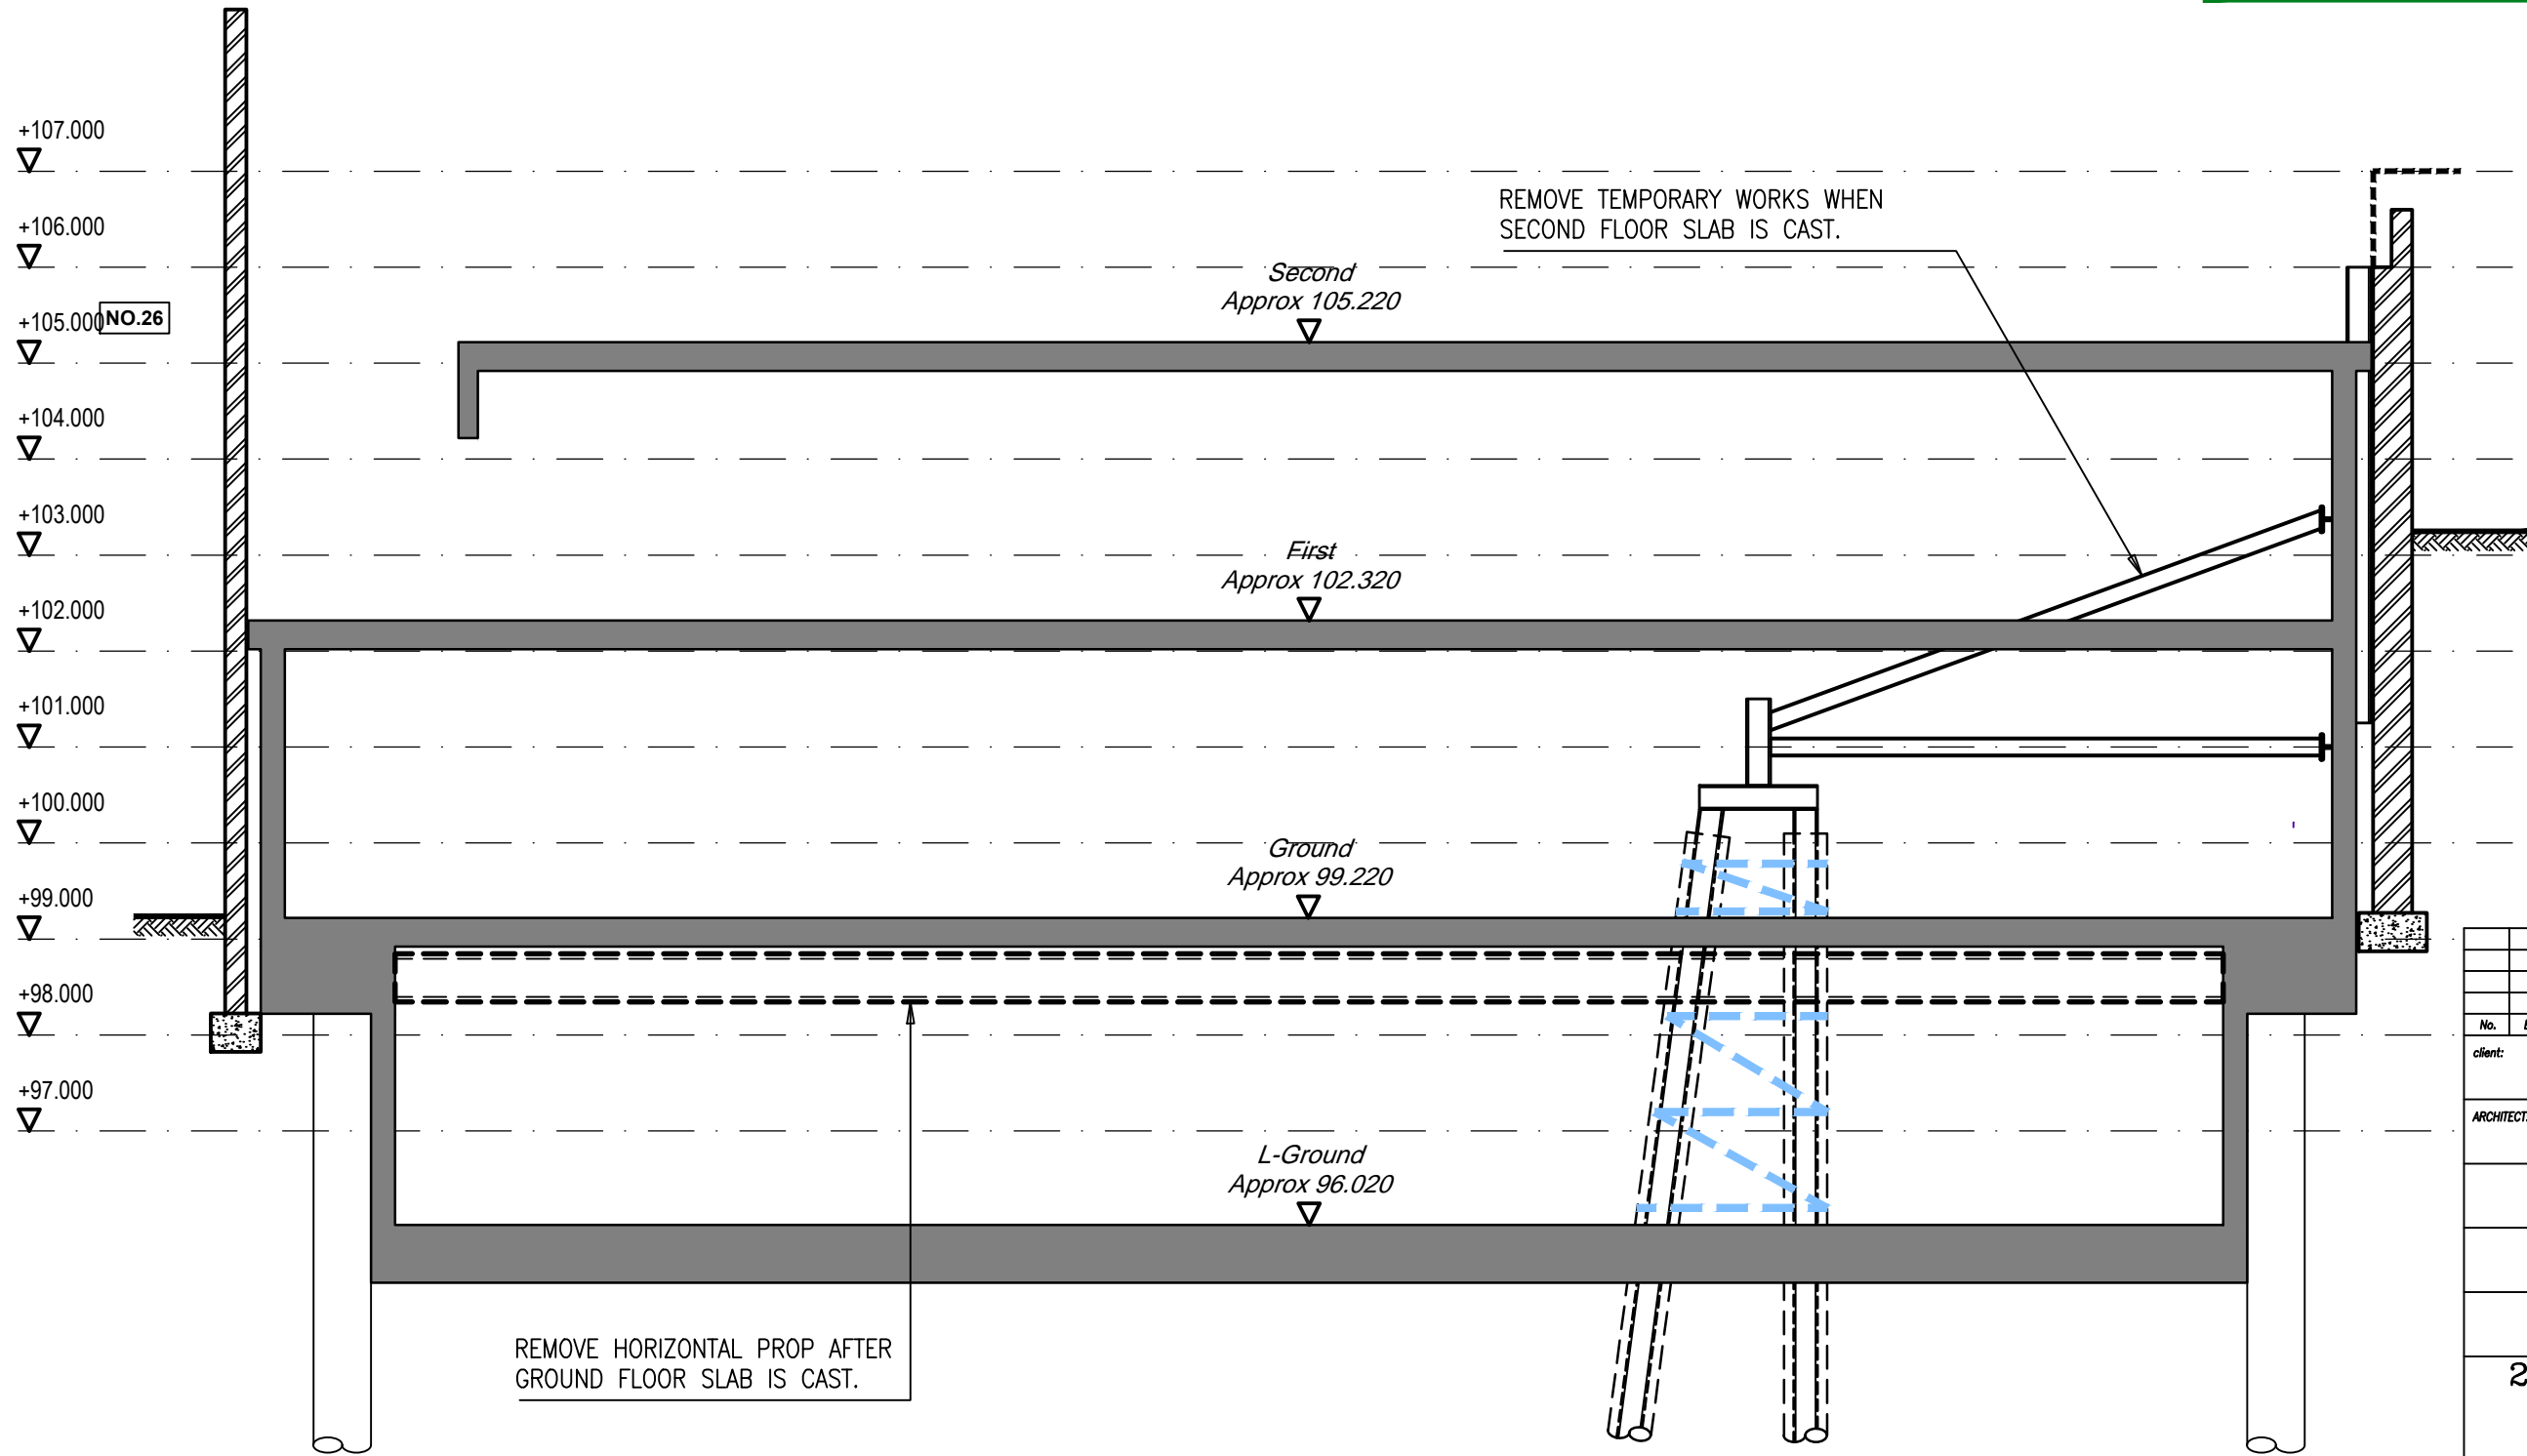 +107.000
REMOVE TEMPORARY WORKS WHEN
SECOND FLOOR SLAB IS CAST.
+106.000
Second
Approx 105.220
+105.000
NO.26
+104.000
+103.000
First
Approx 102.320
+102.000
+101.000
+100.000
Ground
Approx 99.220
+99.000
+98.000
No.
client:
+97.000
ARCHITECT:
L-Ground
Approx 96.020
REMOVE HORIZONTAL PROP AFTER
GROUND FLOOR SLAB IS CAST.
2